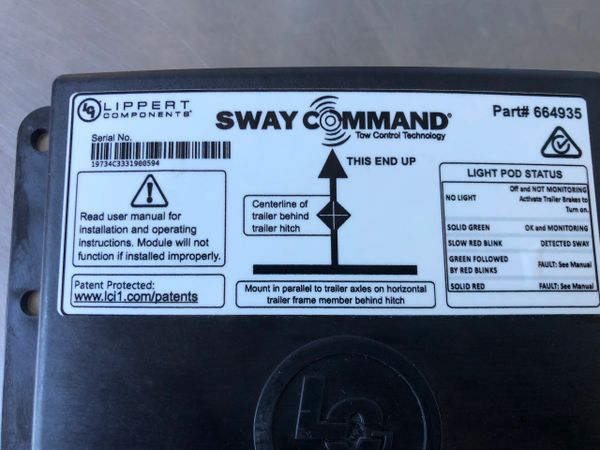 LIPPERT
COMPONENTS®
SWAY COMMAND®
Tow Control Technology
Part# 664935
Serial No.
19734C3331900594
THIS END UP
Read user manual for
installation and operating
instructions. Module will not
function if installed improperly.
Centerline of
trailer behind
trailer hitch
LIGHT POD STATUS
NO LIGHT
Off and NOT MONITORING
Activate Trailer Brakes to
Turn on.
SOLID GREEN OK and MONITORING
SLOW RED BLINK DETECTED SWAY
GREEN FOLLOWED
BY RED BLINKS
FAULT: See Manual
SOLID RED FAULT: See Manual
Patent Protected:
www.lci1.com/patents
Mount in parallel to trailer axles on horizontal
trailer frame member behind hitch
LC